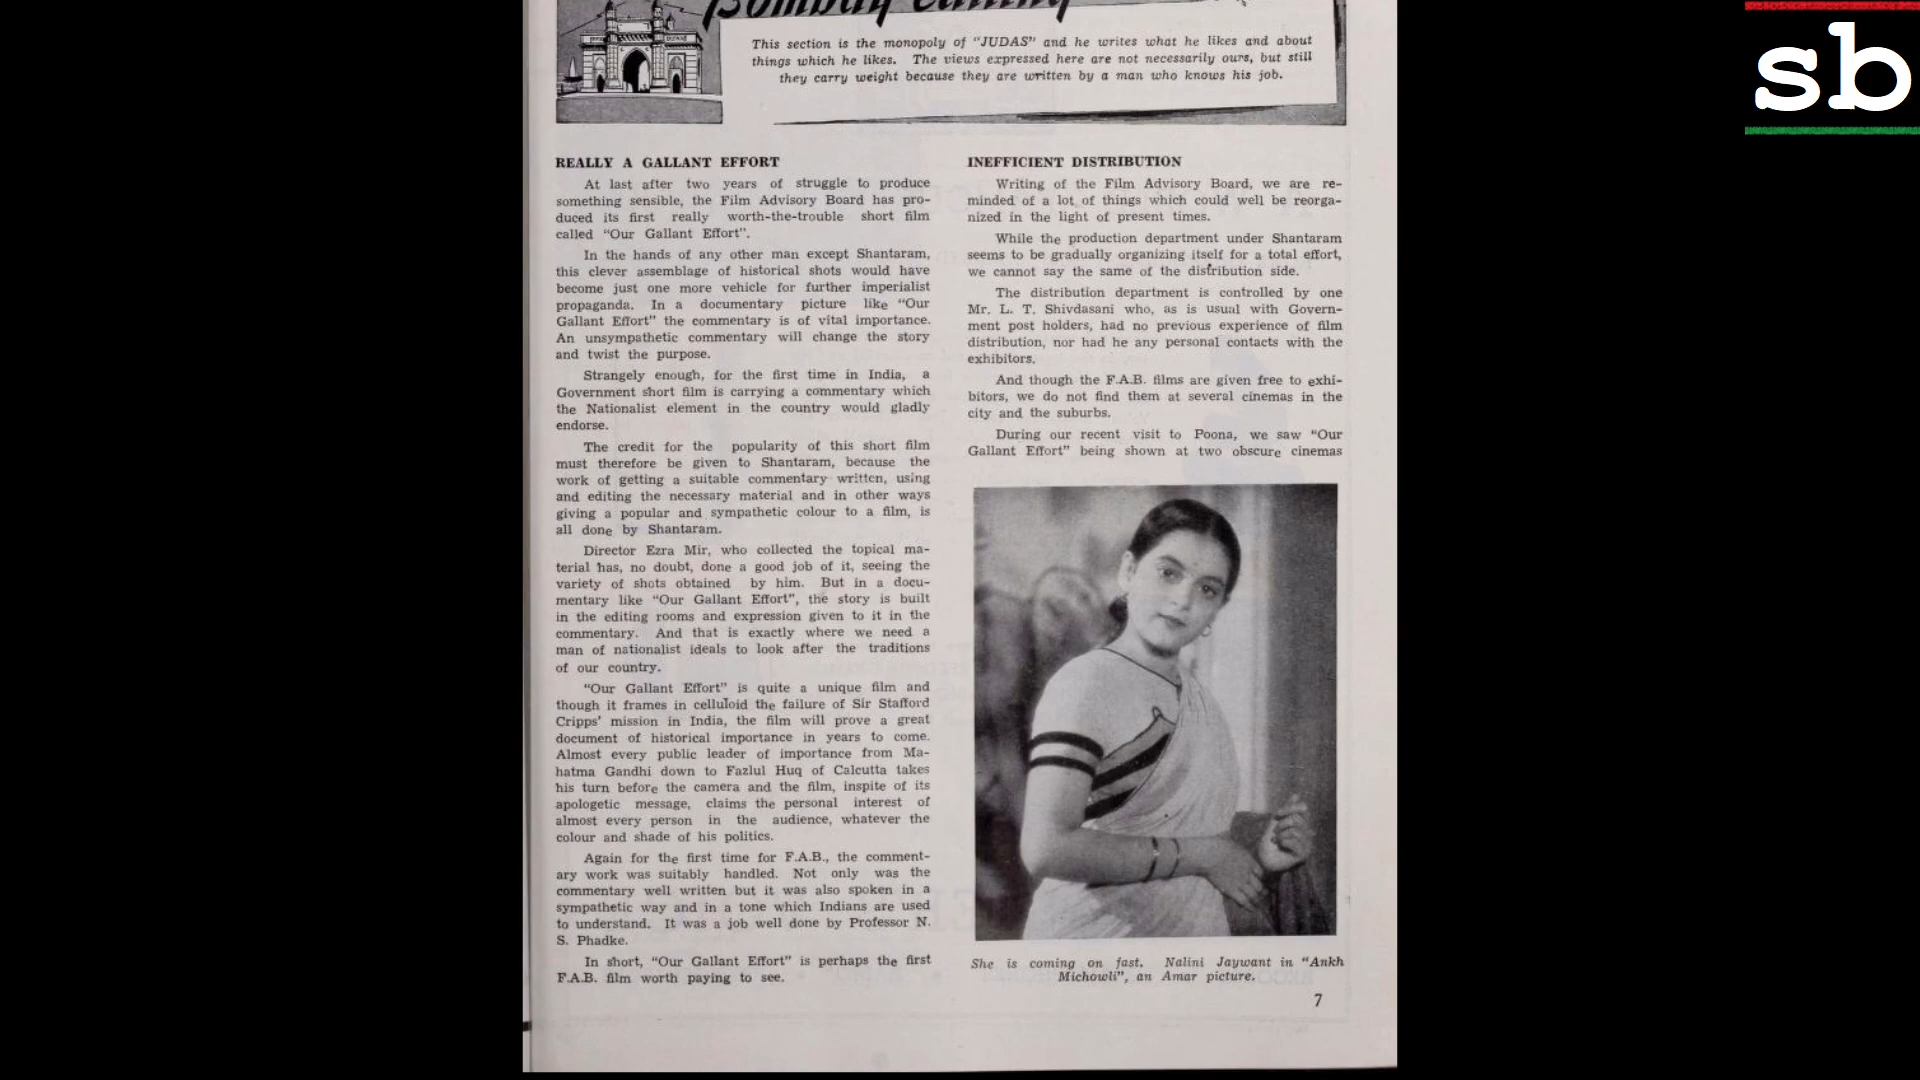 Bombay Calling
This section is the monopoly of "JUDAS" and he writes what he likes and about
things which he likes. The views expressed here are not necessarily ours, but still
they carry weight because they are written by a man who knows his job.
REALLY A GALLANT EFFORT
At last after two years of struggle to produce
something sensible, the Film Advisory Board has pro-
duced its first really worth-the-trouble short film
called "Our Gallant Effort".
In the hands of any other man except Shantaram,
this clever assemblage of historical shots would have
become just one more vehicle for further imperialist
propaganda. In a documentary picture like "Our
Gallant Effort" the commentary is of vital importance.
An unsympathetic commentary will change the story
and twist the purpose.
Strangely enough, for the first time in India, a
Government short film is carrying a commentary which
the Nationalist element in the country would gladly
endorse.
The credit for the popularity of this short film
must therefore be given to Shantaram, because the
work of getting a suitable commentary written, using
and editing the necessary material and in other ways
giving a popular and sympathetic colour to a film, is
all done by Shantaram.
Director Ezra Mir, who collected the topical ma-
terial has, no doubt, done a good job of it, seeing the
variety of shots obtained by him. But in a docu-
mentary like "Our Gallant Effort", the story is built
in the editing rooms and expression given to it in the
commentary. And that is exactly where we need a
man of nationalist ideals to look after the traditions
of our country.
"Our Gallant Effort" is quite a unique film and
though it frames in celluloid the failure of Sir Stafford
Cripps' mission in India, the film will prove a great
document of historical importance in years to come.
Almost every public leader of importance from Ma-
hatma Gandhi down to Fazlul Huq of Calcutta takes
his turn before the camera and the film, inspite of its
apologetic message, claims the personal interest of
almost every person in the audience, whatever the
colour and shade of his politics.
Again for the first time for F.A.B., the comment-
ary work was suitably handled. Not only was the
commentary well written but it was also spoken in a
sympathetic way and in a tone which Indians are used
to understand. It was a job well done by Professor N.
S. Phadke.
In short, "Our Gallant Effort" is perhaps the first
F.A.B. film worth paying to see.
INEFFICIENT DISTRIBUTION
Writing of the Film Advisory Board, we are re-
minded of a lot of things which could well be reorga-
nized in the light of present times.
While the production department under Shantaram
seems to be gradually organizing itself for a total effort,
we cannot say the same of the distribution side.
The distribution department is controlled by one
Mr. L. T. Shivdasani who, as is usual with Govern-
ment post holders, had no previous experience of film
distribution, nor had he any personal contacts with the
exhibitors.
And though the F.A.B. films are given free to exhi-
bitors, we do not find them at several cinemas in the
city and the suburbs.
During our recent visit to Poona, we saw "Our
Gallant Effort" being shown at two obscure cinemas
She is coming on fast. Nalini Jaywant in "Ankh
Michowli", an Amar picture.
7
sb